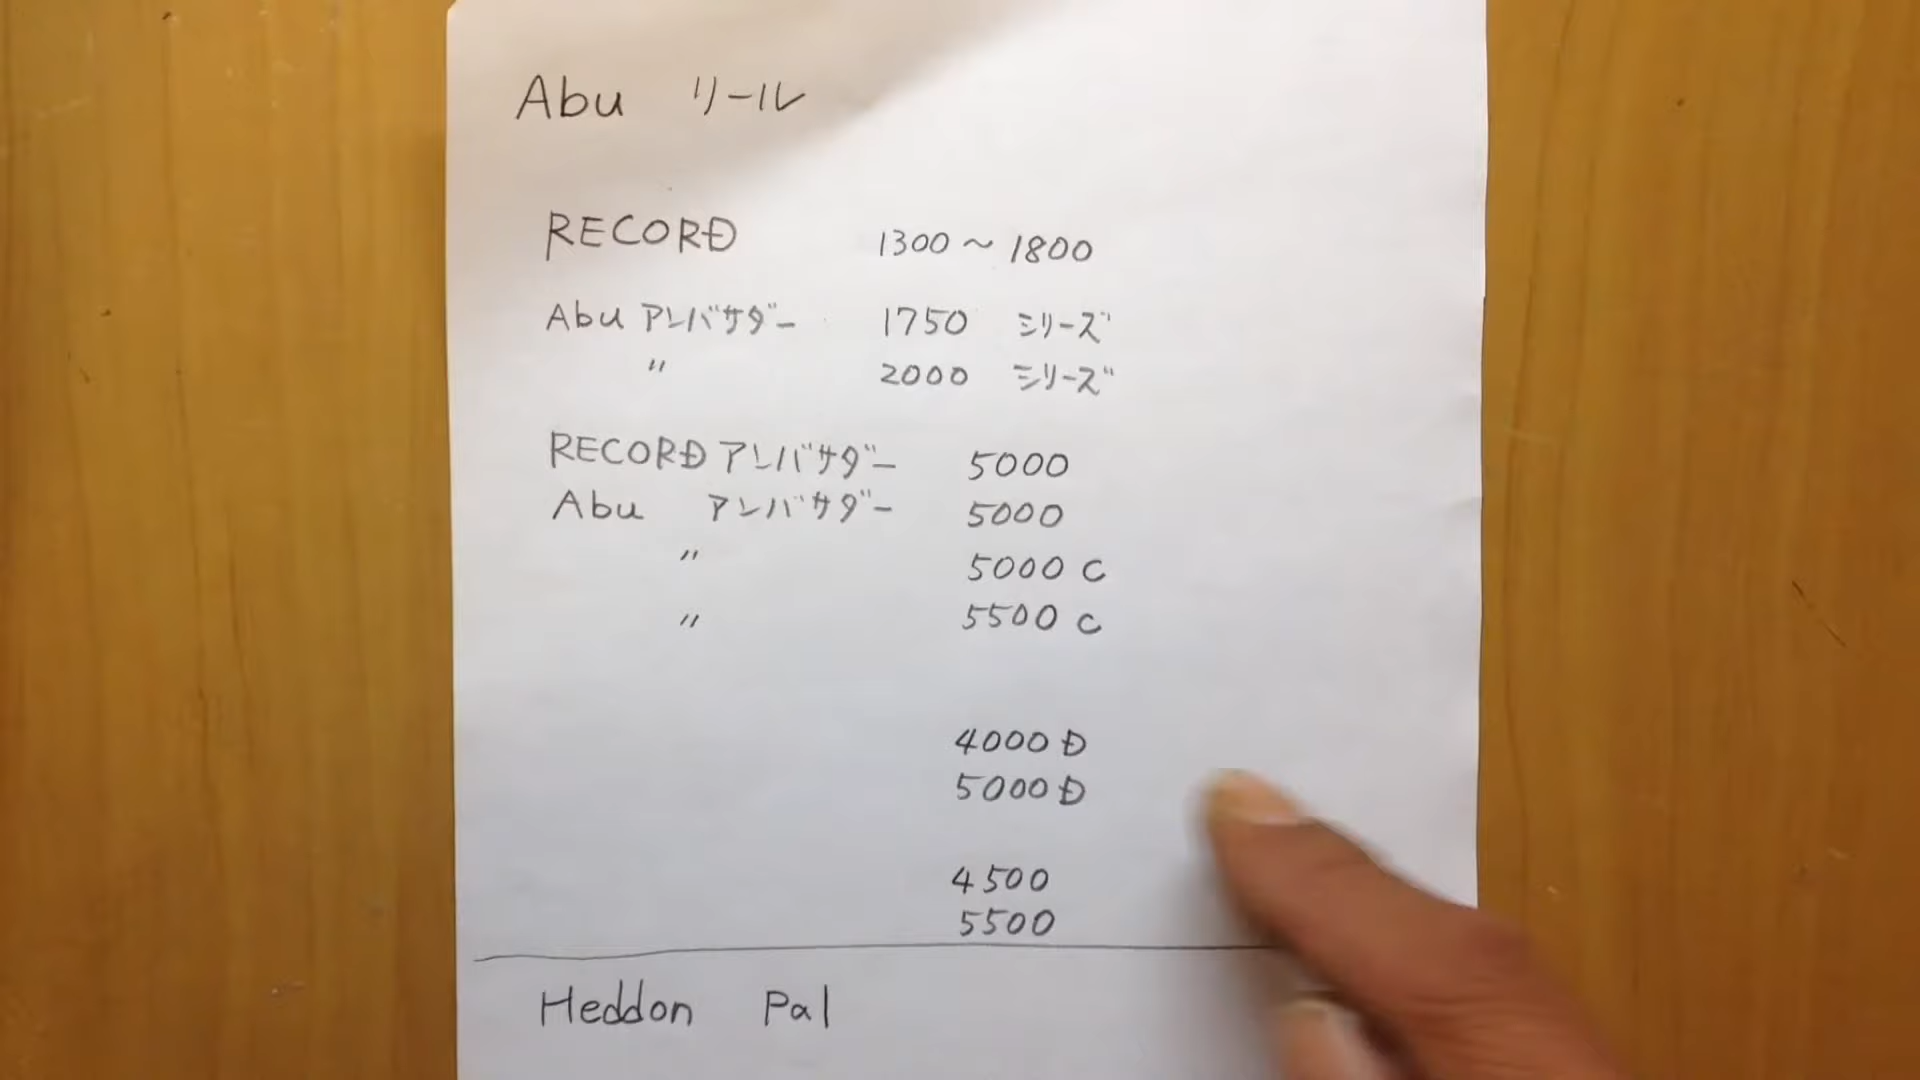 Abu リール
RECORD 1300 ～ 1800
Abu アンバサダー 1750 シリーズ
〃 2000 シリーズ
RECORD アンバサダー 5000
Abu アンバサダー 5000
〃 5000 C
〃 5500 C
4000 D
5000 D
4500
5500
Heddon Pal